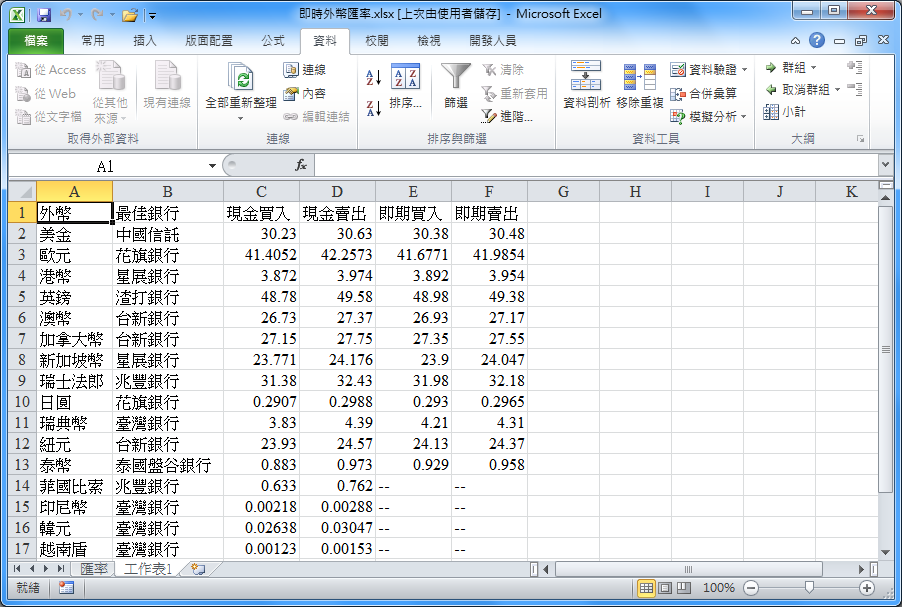 即時外幣匯率.xlsx [上次由使用者儲存] - Microsoft Excel
檔案 常用 插入 版面配置 公式 資料 校閱 檢視 開發人員
從 Access
從 Web
從文字檔
從其他來源
現有連線
取得外部資料
全部重新整理
連線
內容
編輯連結
連線
排序...
篩選
清除
重新套用
進階...
排序與篩選
資料剖析
移除重複
資料驗證
合併彙算
模擬分析
資料工具
群組
取消群組
小計
大綱
A1 fx
A B C D E F G H I J K
1 外幣 最佳銀行 現金買入 現金賣出 即期買入 即期賣出
2 美金 中國信託 30.23 30.63 30.38 30.48
3 歐元 花旗銀行 41.4052 42.2573 41.6771 41.9854
4 港幣 星展銀行 3.872 3.974 3.892 3.954
5 英鎊 渣打銀行 48.78 49.58 48.98 49.38
6 澳幣 台新銀行 26.73 27.37 26.93 27.17
7 加拿大幣 台新銀行 27.15 27.75 27.35 27.55
8 新加坡幣 星展銀行 23.771 24.176 23.9 24.047
9 瑞士法郎 兆豐銀行 31.38 32.43 31.98 32.18
10 日圓 花旗銀行 0.2907 0.2988 0.293 0.2965
11 瑞典幣 臺灣銀行 3.83 4.39 4.21 4.31
12 紐元 台新銀行 23.93 24.57 24.13 24.37
13 泰幣 泰國盤谷銀行 0.883 0.973 0.929 0.958
14 菲國比索 兆豐銀行 0.633 0.762 -- --
15 印尼幣 臺灣銀行 0.00218 0.00288 -- --
16 韓元 臺灣銀行 0.02638 0.03047 -- --
17 越南盾 臺灣銀行 0.00123 0.00153 -- --
匯率 工作表1
就緒 100%